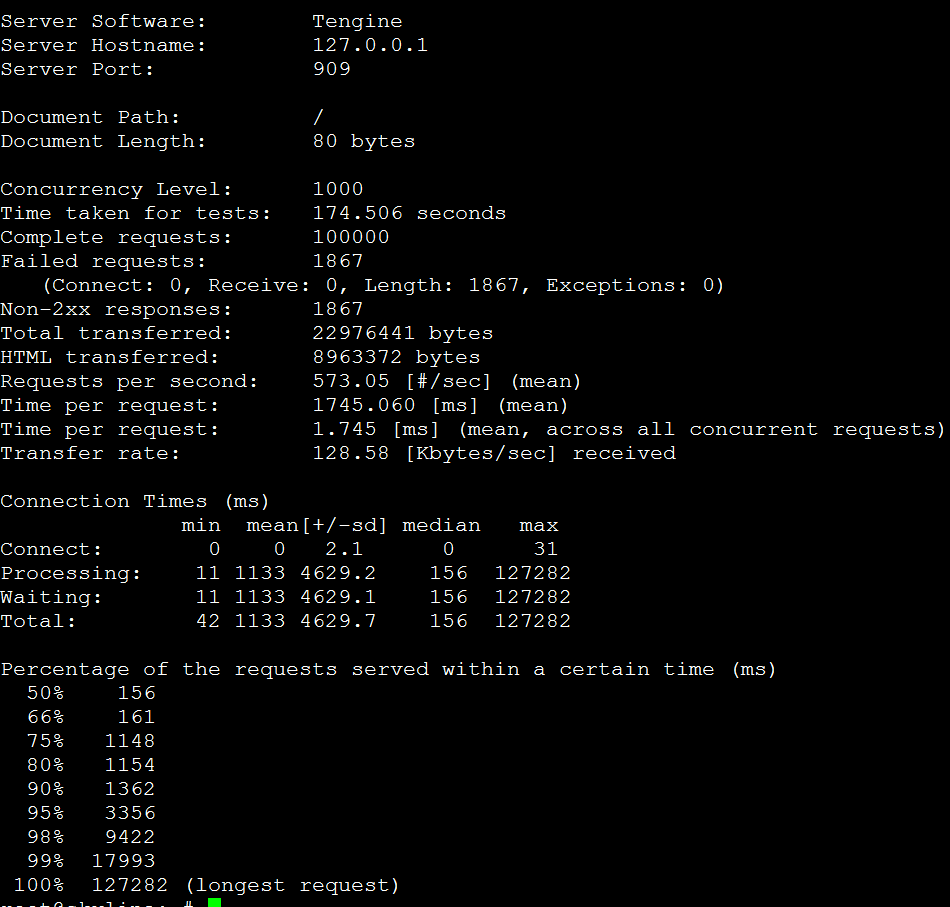 Server Software:        Tengine
Server Hostname:        127.0.0.1
Server Port:            909
Document Path:          /
Document Length:        80 bytes
Concurrency Level:      1000
Time taken for tests:   174.506 seconds
Complete requests:      100000
Failed requests:        1867
   (Connect: 0, Receive: 0, Length: 1867, Exceptions: 0)
Non-2xx responses:      1867
Total transferred:      22976441 bytes
HTML transferred:       8963372 bytes
Requests per second:    573.05 [#/sec] (mean)
Time per request:       1745.060 [ms] (mean)
Time per request:       1.745 [ms] (mean, across all concurrent requests)
Transfer rate:          128.58 [Kbytes/sec] received
Connection Times (ms)
              min  mean[+/-sd] median   max
Connect:        0    0   2.1      0      31
Processing:    11 1133 4629.2    156  127282
Waiting:       11 1133 4629.1    156  127282
Total:         42 1133 4629.7    156  127282
Percentage of the requests served within a certain time (ms)
  50%    156
  66%    161
  75%   1148
  80%   1154
  90%   1362
  95%   3356
  98%   9422
  99%  17993
 100%  127282 (longest request)